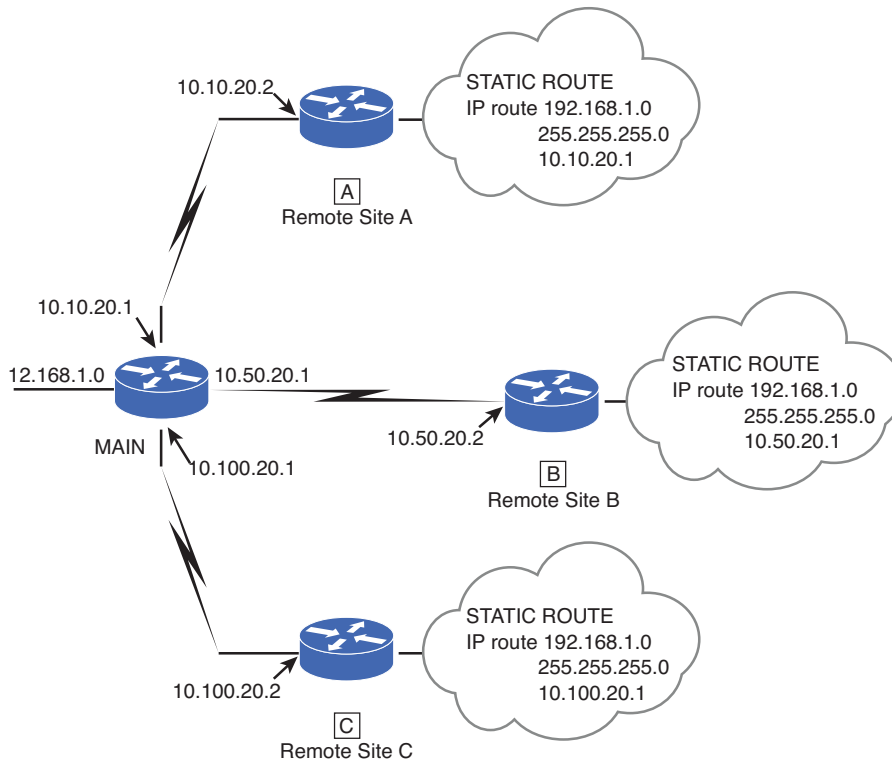 10.10.20.2
STATIC ROUTE
IP route 192.168.1.0
255.255.255.0
10.10.20.1
A
Remote Site A
10.10.20.1
12.168.1.0
10.50.20.1
MAIN
10.100.20.1
10.50.20.2
B
Remote Site B
STATIC ROUTE
IP route 192.168.1.0
255.255.255.0
10.50.20.1
STATIC ROUTE
IP route 192.168.1.0
255.255.255.0
10.100.20.1
10.100.20.2
C
Remote Site C